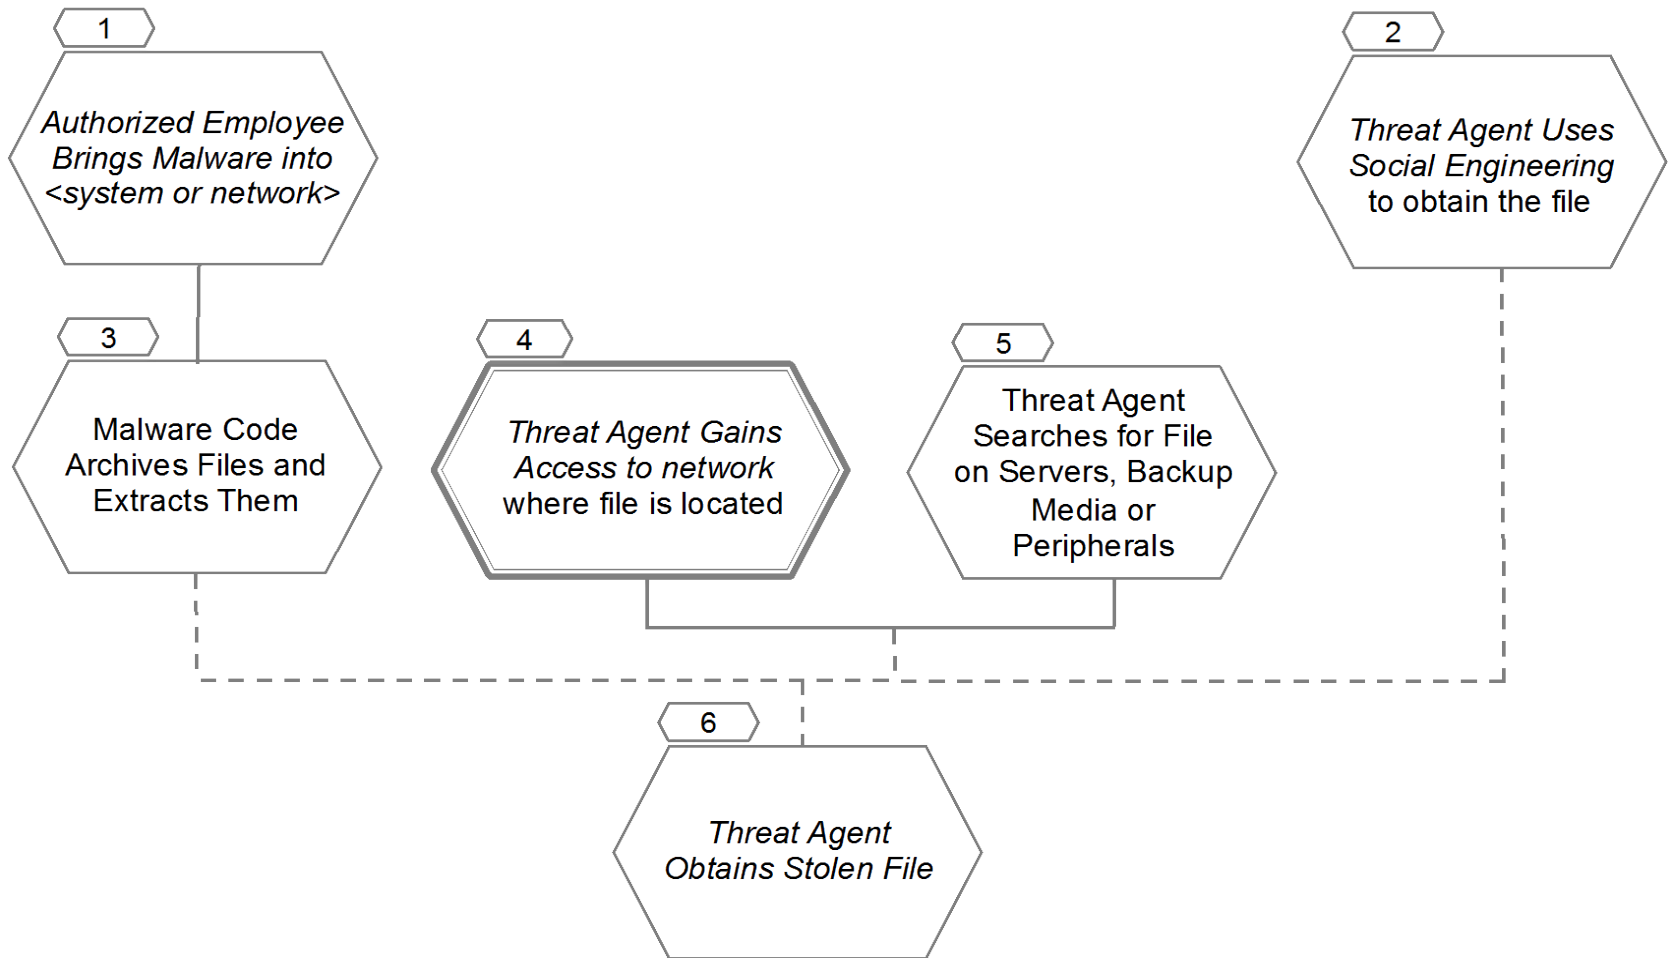 1
Authorized Employee
Brings Malware into
<system or network>
2
Threat Agent Uses
Social Engineering
to obtain the file
3
Malware Code
Archives Files and
Extracts Them
4
Threat Agent Gains
Access to network
where file is located
5
Threat Agent
Searches for File
on Servers, Backup
Media or
Peripherals
6
Threat Agent
Obtains Stolen File